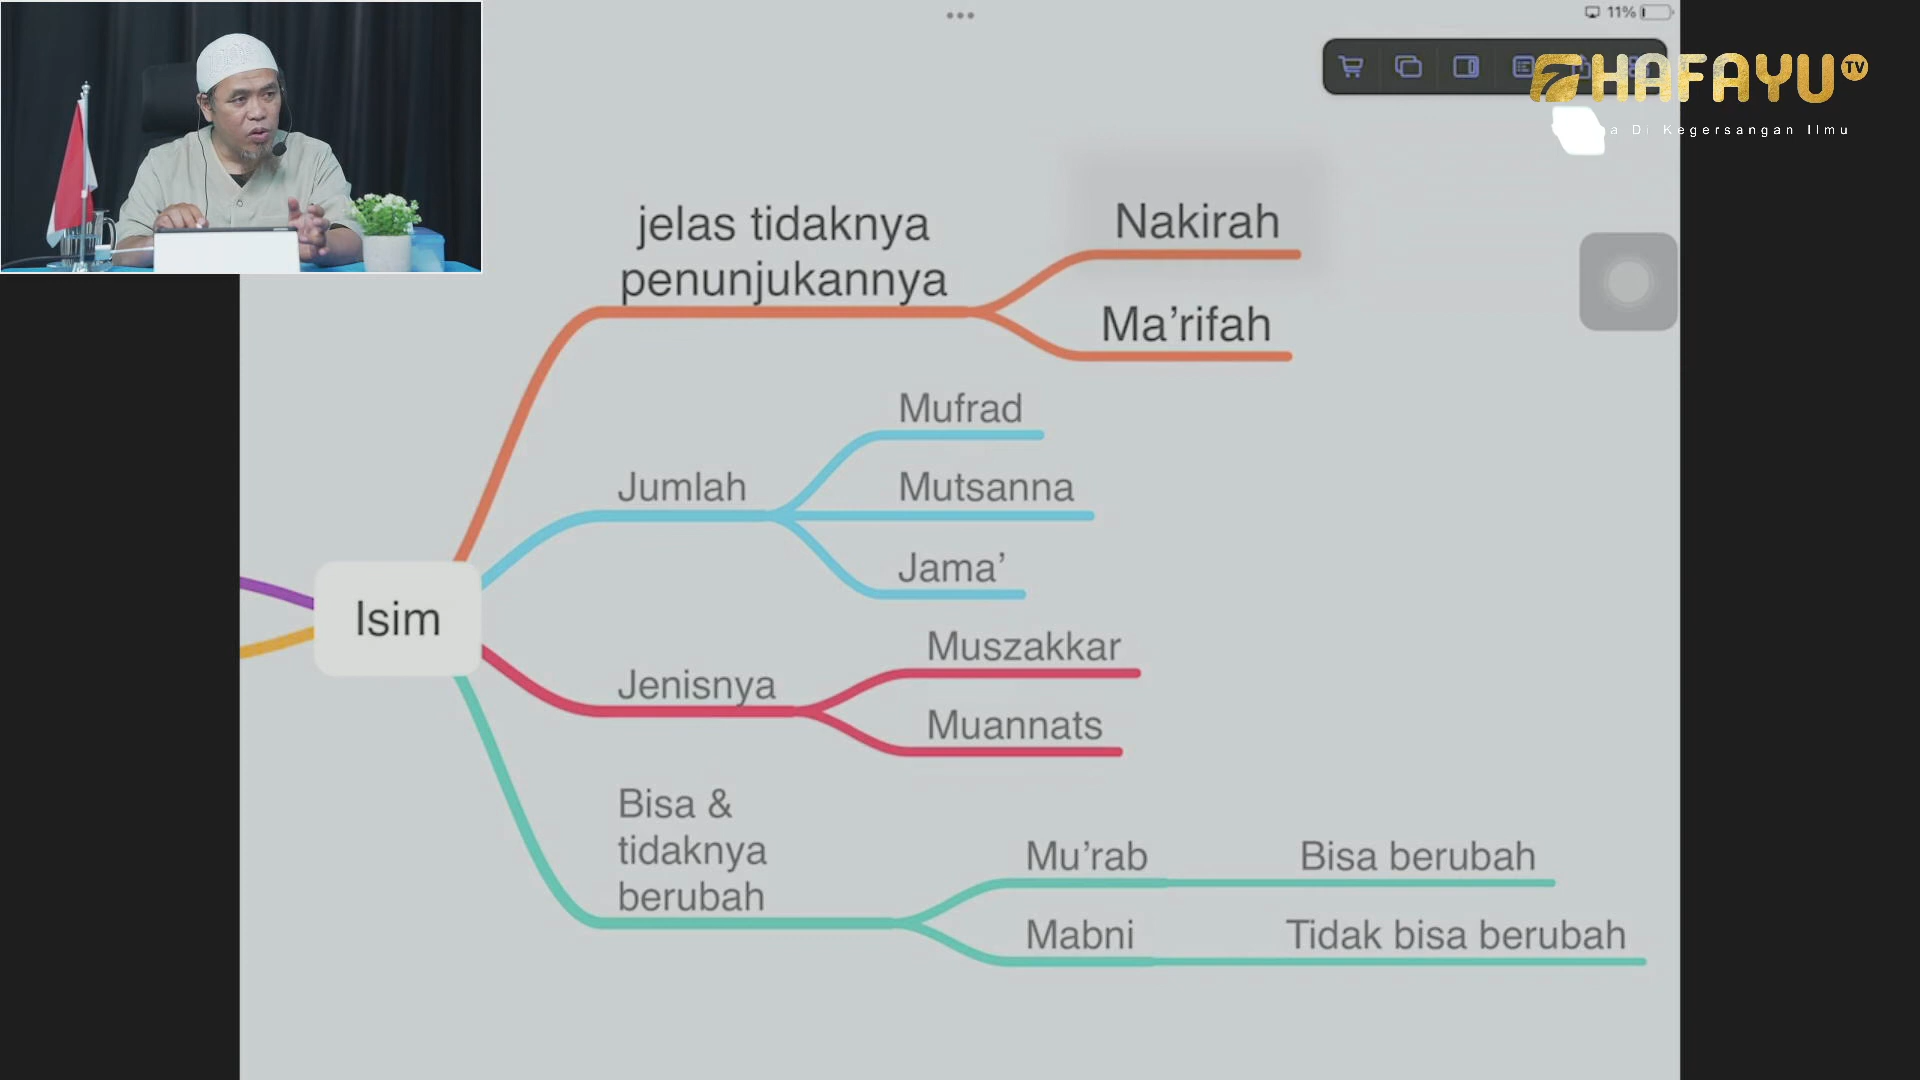 11%
HAFAYU TV
Di Kegersangan Ilmu
jelas tidaknya
penunjukannya
Nakirah
Ma’rifah
Mufrad
Jumlah
Mutsanna
Jama’
Isim
Muszakkar
Jenisnya
Muannats
Bisa &
tidaknya
berubah
Mu’rab
Bisa berubah
Mabni
Tidak bisa berubah